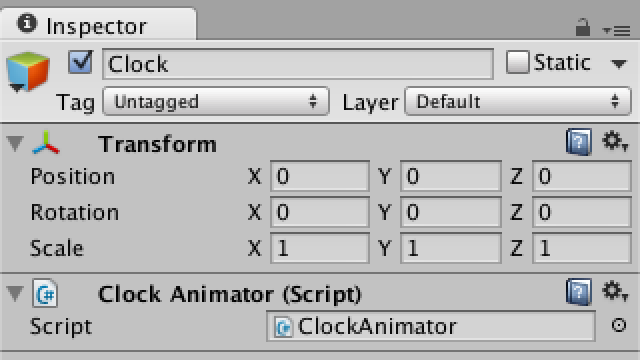 Inspector
Clock Static
Tag Untagged Layer Default
Transform
Position X 0 Y 0 Z 0
Rotation X 0 Y 0 Z 0
Scale X 1 Y 1 Z 1
C# Clock Animator (Script)
Script C# ClockAnimator